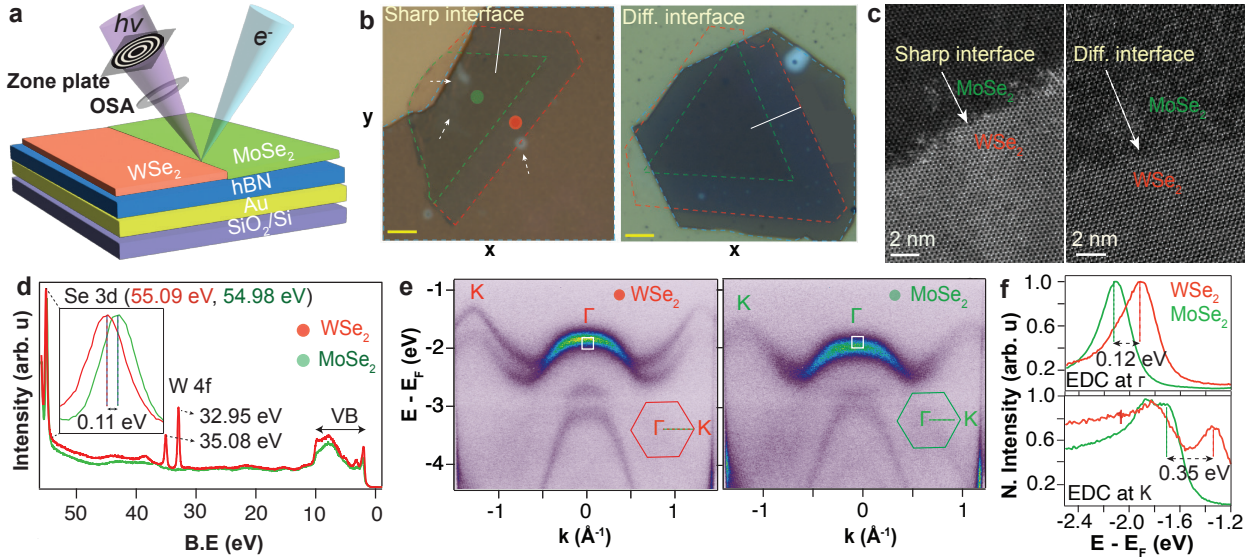 a
hν
e-
Zone plate
OSA
WSe2
MoSe2
hBN
Au
SiO2/Si
b
Sharp interface
Diff. interface
y
x
x
c
Sharp interface
MoSe2
WSe2
2 nm
Diff. interface
MoSe2
WSe2
2 nm
d
Se 3d (55.09 eV, 54.98 eV)
WSe2
MoSe2
0.11 eV
W 4f
32.95 eV
35.08 eV
VB
Intensity (arb. u)
50 40 30 20 10 0
B.E (eV)
e
K
Γ
WSe2
Γ K
K
Γ
MoSe2
Γ K
E - EF (eV)
-1
-2
-3
-4
-1 0 1
k (Å-1)
-1 0 1
k (Å-1)
f
WSe2
MoSe2
0.12 eV
EDC at Γ
1.0
0.6
0.2
0.35 eV
EDC at K
1.0
0.6
0.2
N. Intensity (arb. u)
-2.4 -2.0 -1.6 -1.2
E - EF (eV)